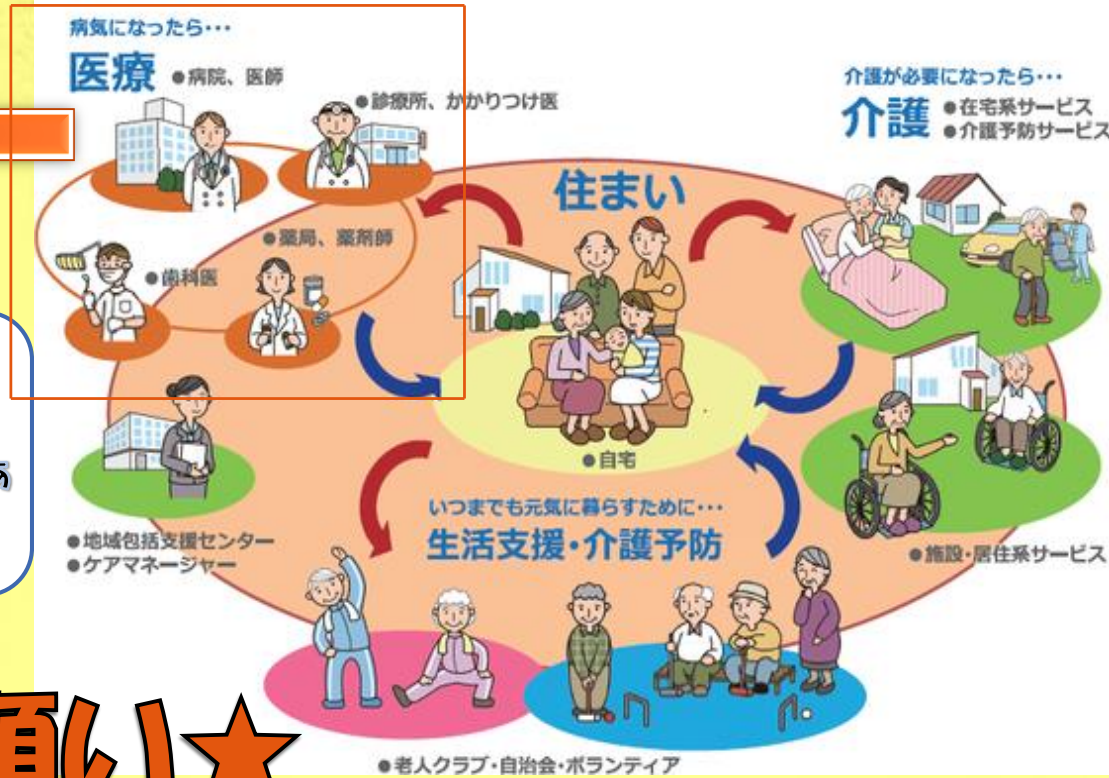 病気になったら･･･
医療 ●病院、医師
●診療所、かかりつけ医
●薬局、薬剤師
●歯科医
介護が必要になったら･･･
介護 ●在宅系サービス
●介護予防サービス
住まい
●自宅
●施設・居住系サービス
●地域包括支援センター
●ケアマネージャー
いつまでも元気に暮らすために･･･
生活支援・介護予防
●老人クラブ・自治会・ボランティア
い★